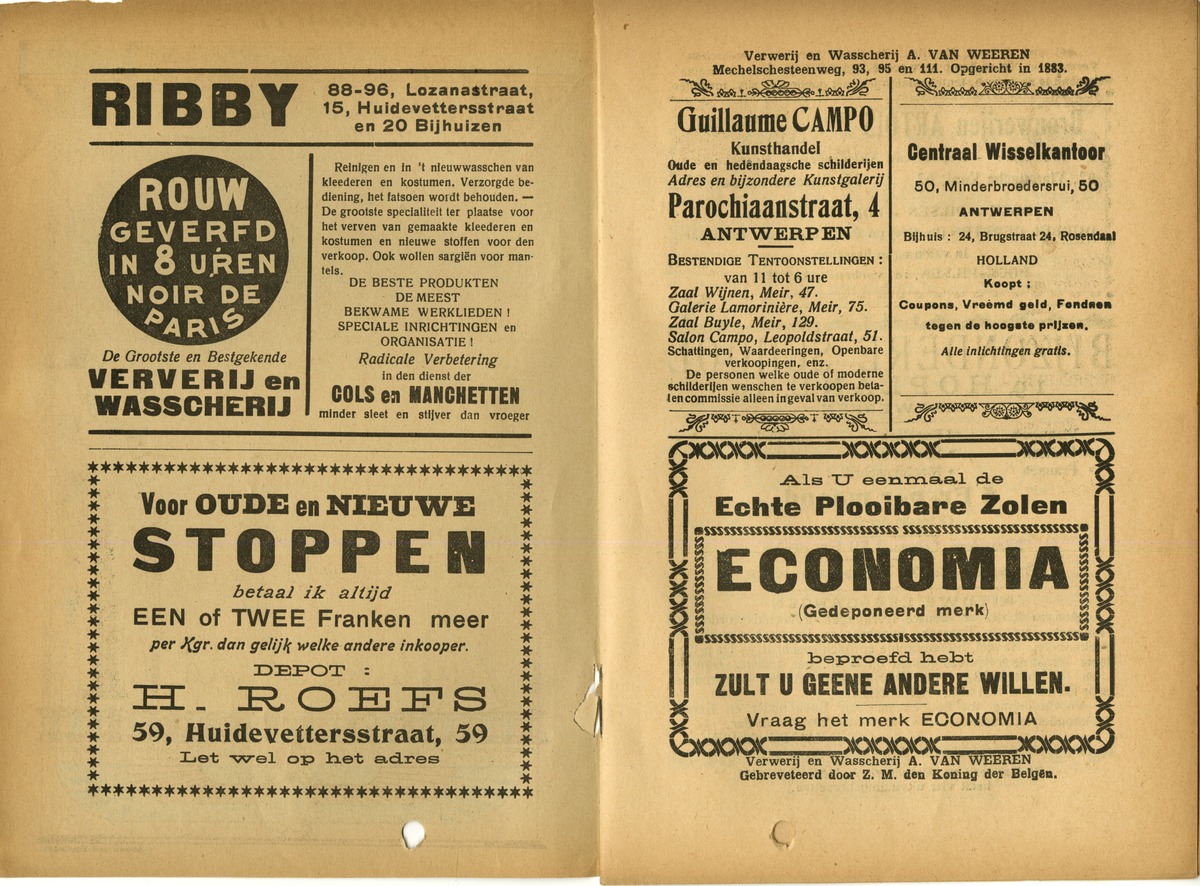 RIBBY
88-96, Lozanastraat,
15, Huidevettersstraat
en 20 Bijhuizen
ROUW
GEVERFD
IN 8 UREN
NOIR DE
PARIS
De Grootste en Bestgekende
VERVERIJ en
WASSCHERIJ
Reinigen en in 't nieuwwasschen van
kleederen en kostumen. Verzorgde be-
diening, het fatsoen wordt behouden. —
De grootste specialiteit ter plaatse voor
het verven van gemaakte kleederen en
kostumen en nieuwe stoffen voor den
verkoop. Ook wollen sargiën voor man-
tels.
DE BESTE PRODUKTEN
DE MEEST
BEKWAME WERKLIEDEN !
SPECIALE INRICHTINGEN en
ORGANISATIE !
Radicale Verbetering
in den dienst der
COLS en MANCHETTEN
minder sleet en stijver dan vroeger
Voor OUDE en NIEUWE
STOPPEN
betaal ik altijd
EEN of TWEE Franken meer
per Kgr. dan gelijk welke andere inkooper.
DEPOT :
H. ROEFS
59, Huidevettersstraat, 59
Let wel op het adres
Verwerij en Wasscherij A. VAN WEEREN
Mechelschesteenweg, 93, 95 en 111. Opgericht in 1883.
Guillaume CAMPO
Kunsthandel
Oude en hedendaagsche schilderijen
Adres en bijzondere Kunstgalerij
Parochiaanstraat, 4
ANTWERPEN
BESTENDIGE TENTOONSTELLINGEN :
van 11 tot 6 ure
Zaal Wijnen, Meir, 47.
Galerie Lamorinière, Meir, 75.
Zaal Buyle, Meir, 129.
Salon Campo, Leopoldstraat, 51.
Schattingen, Waardeeringen, Openbare
verkoopingen, enz.
De personen welke oude of moderne
schilderijen wenschen te verkoopen beta-
len commissie alleen in geval van verkoop.
Centraal Wisselkantoor
50, Minderbroedersrui, 50
ANTWERPEN
Bijhuis : 24, Brugstraat 24, Rosendaal
HOLLAND
Koopt :
Coupons, Vreemd geld, Fondsen
tegen de hoogste prijzen.
Alle inlichtingen gratis.
Als U eenmaal de
Echte Plooibare Zolen
ECONOMIA
(Gedeponeerd merk)
beproefd hebt
ZULT U GEENE ANDERE WILLEN.
Vraag het merk ECONOMIA
Verwerij en Wasscherij A. VAN WEEREN
Gebreveteerd door Z. M. den Koning der Belgen.